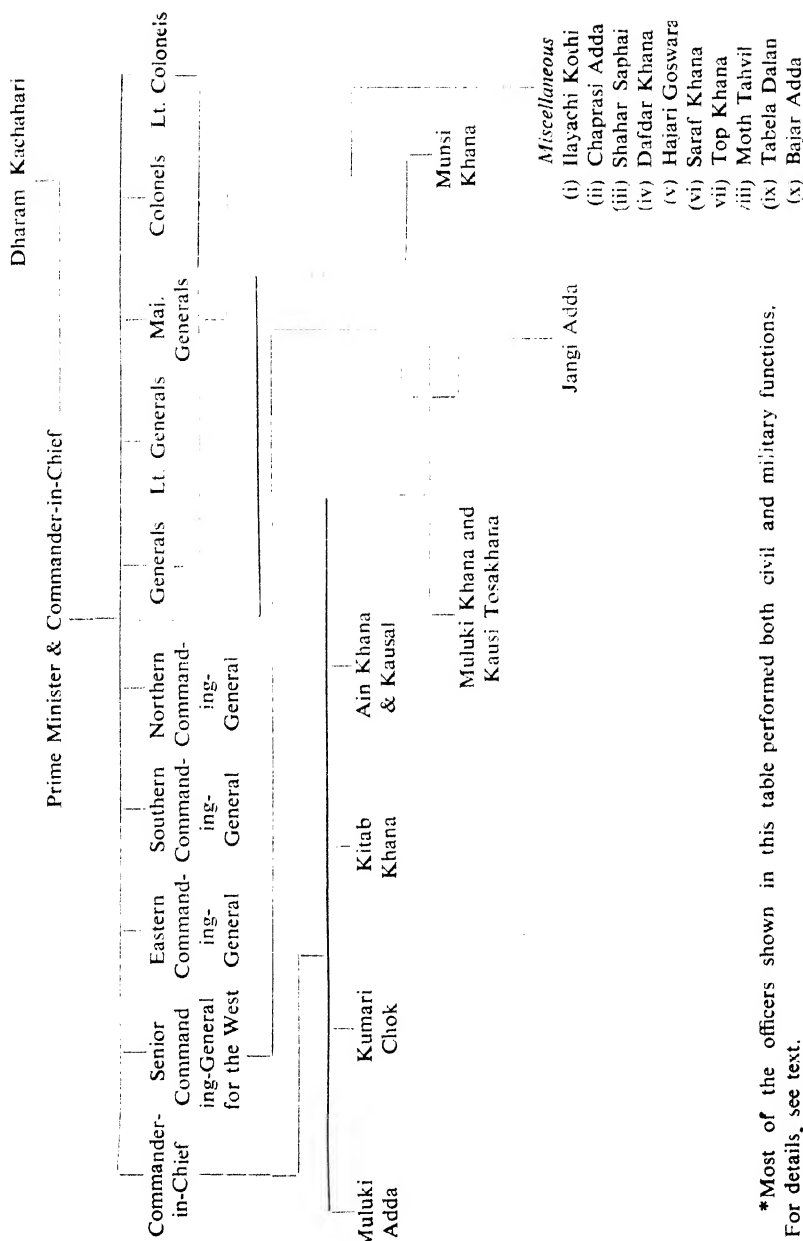 Dharam Kachahari
Prime Minister & Commander-in-Chief
Commander-
in-Chief
Senior
Command
ing-General
for the West
Eastern
Command-
ing-
General
Southern
Command-
ing-
General
Northern
Command-
ing-
General
Generals
Lt. Generals
Mai.
Generals
Colonels
Lt. Coloneis
Muluki
Adda
Kumari
Chok
Kitab
Khana
Ain Khana
& Kausal
Muluki Khana and
Kausi Tosakhana
Munsi
Khana
Jangi Adda
Miscellaneous
(i) Ilayachi Kothi
(ii) Chaprasi Adda
(iii) Shahar Saphai
(iv) Dafdar Khana
(v) Hajari Goswara
(vi) Saraf Khana
vii) Top Khana
/iii) Moth Tahvil
(ix) Tabela Dalan
(x) Bajar Adda
*Most of the officers shown in this table performed both civil and military functions.
For details, see text.